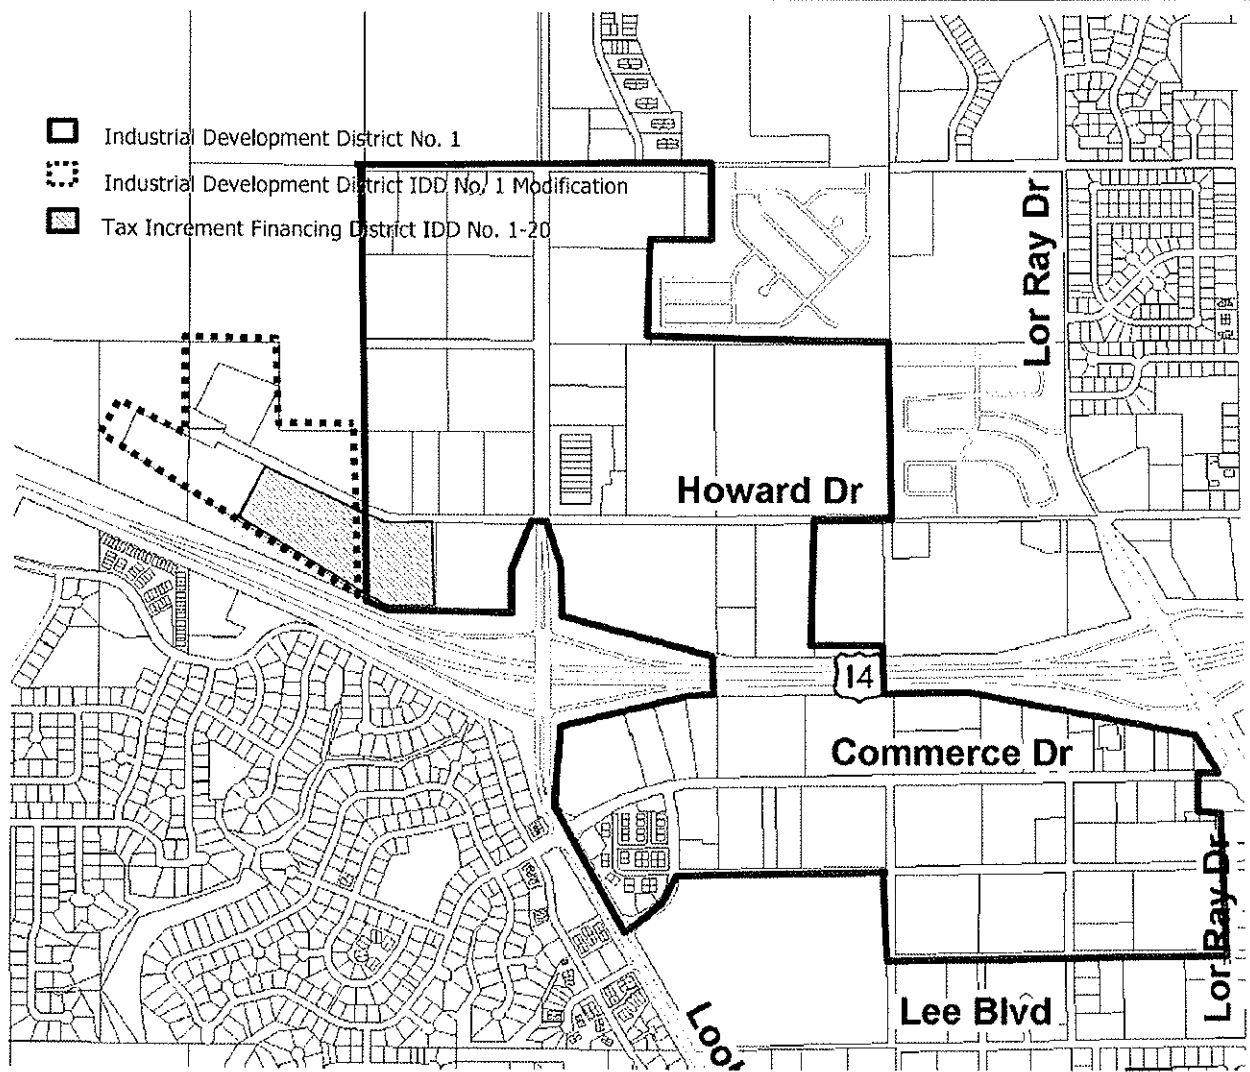 Industrial Development District No. 1
Industrial Development District IDD No. 1 Modification
Tax Increment Financing District IDD No. 1-20
Lor Ray Dr
Howard Dr
14
Commerce Dr
Lor Ray Dr
Lee Blvd
Look